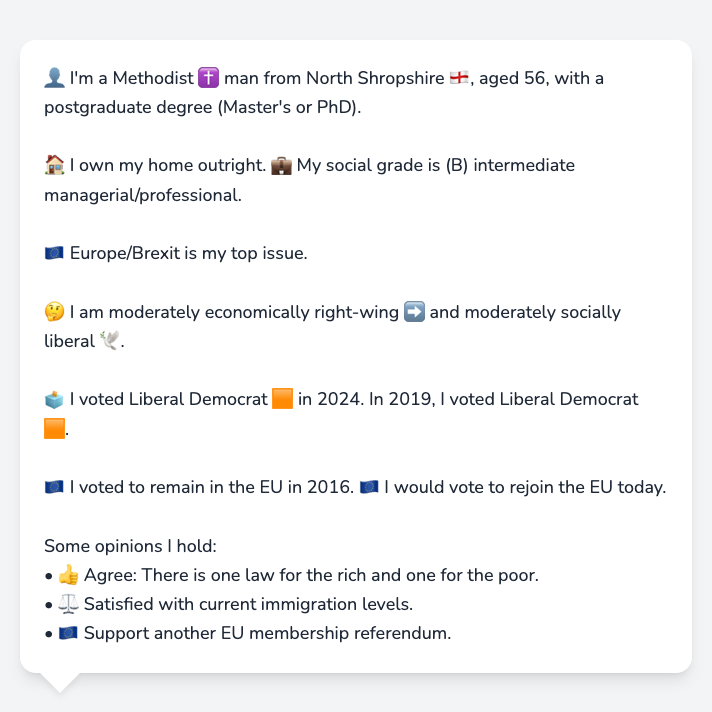 👤 I'm a Methodist ✝️ man from North Shropshire 🏴󠁧󠁢󠁥󠁮󠁧󠁿, aged 56, with a
postgraduate degree (Master's or PhD).
🏠 I own my home outright. 💼 My social grade is (B) intermediate
managerial/professional.
🇪🇺 Europe/Brexit is my top issue.
🤔 I am moderately economically right-wing ➡️ and moderately socially
liberal 🕊️.
🗳️ I voted Liberal Democrat 🟧 in 2024. In 2019, I voted Liberal Democrat
🟧.
🇪🇺 I voted to remain in the EU in 2016. 🇪🇺 I would vote to rejoin the EU today.
Some opinions I hold:
• 👍 Agree: There is one law for the rich and one for the poor.
• ⚖️ Satisfied with current immigration levels.
• 🇪🇺 Support another EU membership referendum.